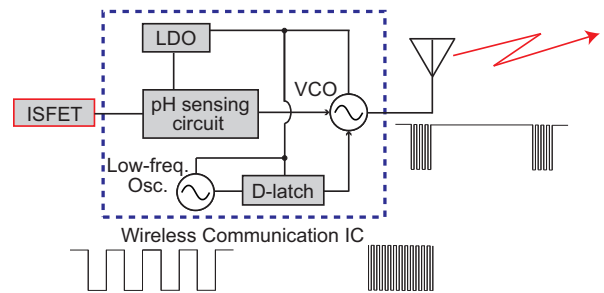 LDO
VCO
ISFET
pH sensing
circuit
Low-freq.
Osc.
D-latch
Wireless Communication IC